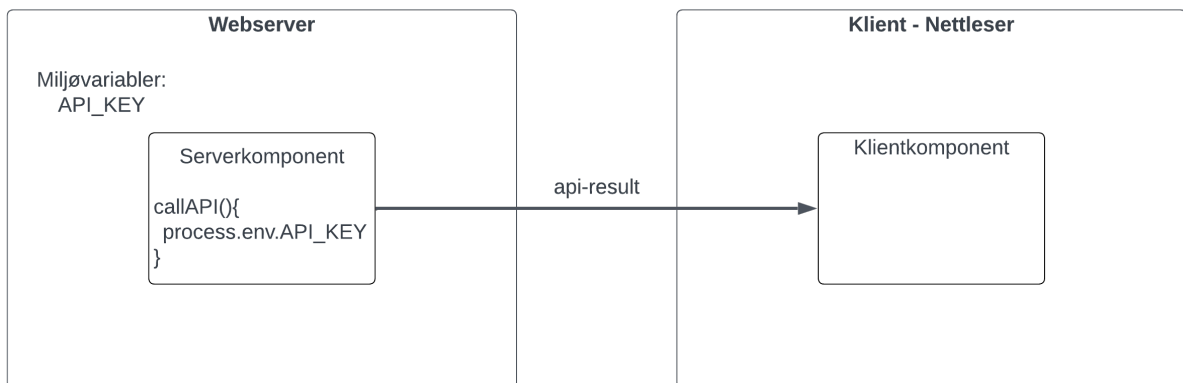 Webserver
Miljøvariabler:
API_KEY
Serverkomponent
callAPI(){
process.env.API_KEY
}
api-result
Klient - Nettleser
Klientkomponent